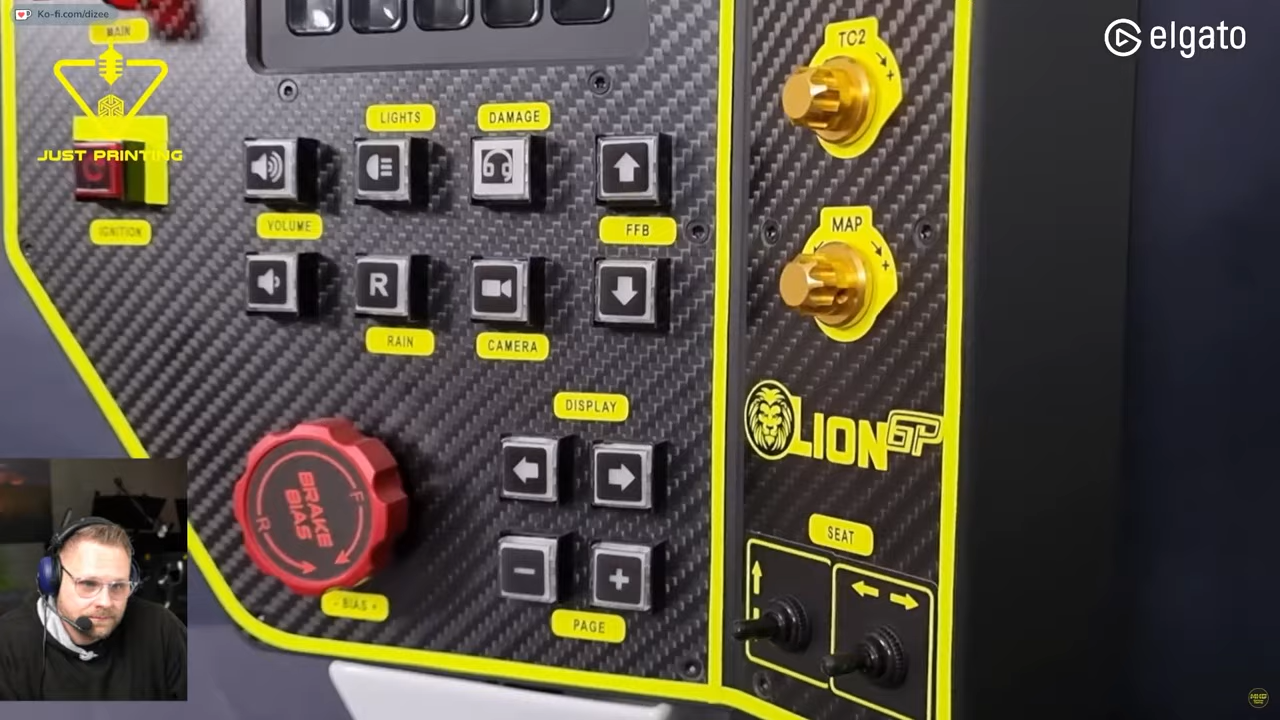 Ko-fi.com/dizee
elgato
MAIN
TC2
LIGHTS
DAMAGE
JUST PRINTING
IGNITION
VOLUME
FFB
MAP
R
RAIN
CAMERA
DISPLAY
LION GP
BRAKE
BIAS
F
R
SEAT
- BIAS +
PAGE